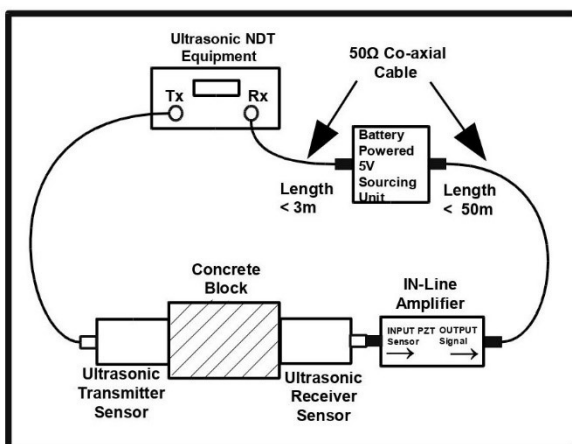 Ultrasonic NDT
Equipment
Tx
Rx
50Ω Co-axial
Cable
Battery
Powered
5V
Sourcing
Unit
Length
< 3m
Length
< 50m
Concrete
Block
IN-Line
Amplifier
INPUT PZT
Sensor
OUTPUT
Signal
Ultrasonic
Transmitter
Sensor
Ultrasonic
Receiver
Sensor